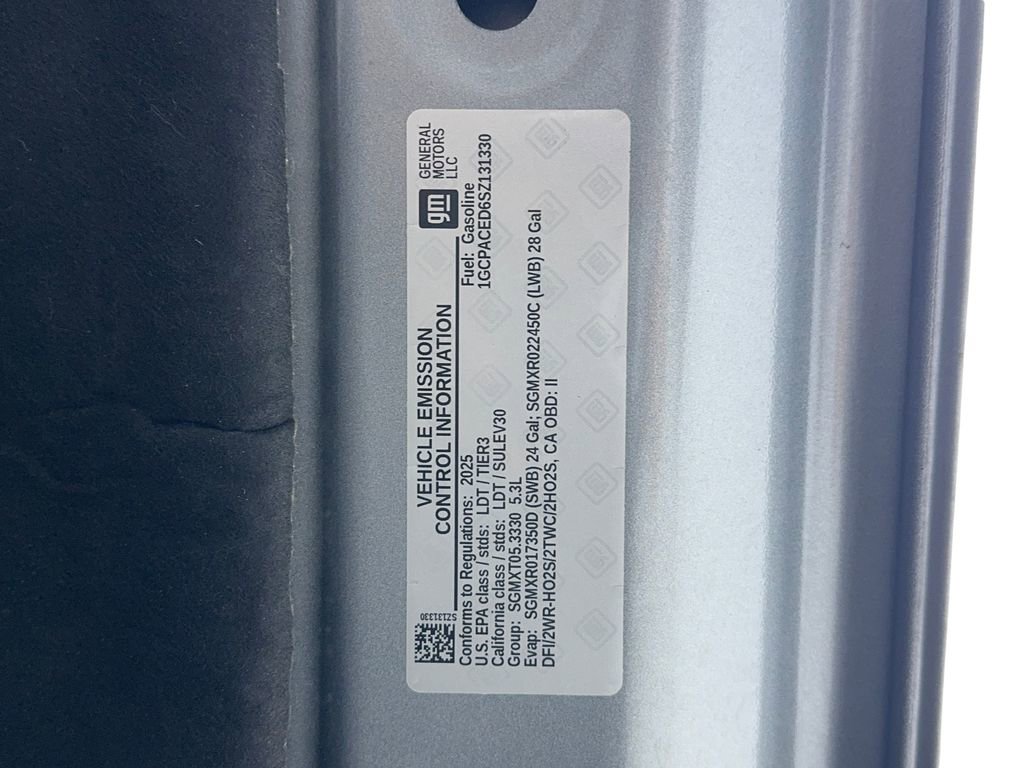 SZ131330
VEHICLE EMISSION
CONTROL INFORMATION
gm
GENERAL
MOTORS
LLC
Conforms to Regulations: 2025
Fuel: Gasoline
U.S. EPA class / stds: LDT / TIER3
1GCPACED6SZ131330
California class / stds: LDT / SULEV30
Group: SGMXT05.3330 5.3L
Evap: SGMXR017350D (SWB) 24 Gal; SGMXR022450C (LWB) 28 Gal
DFI/2WR-HO2S/2TWC/2HO2S, CA OBD: II